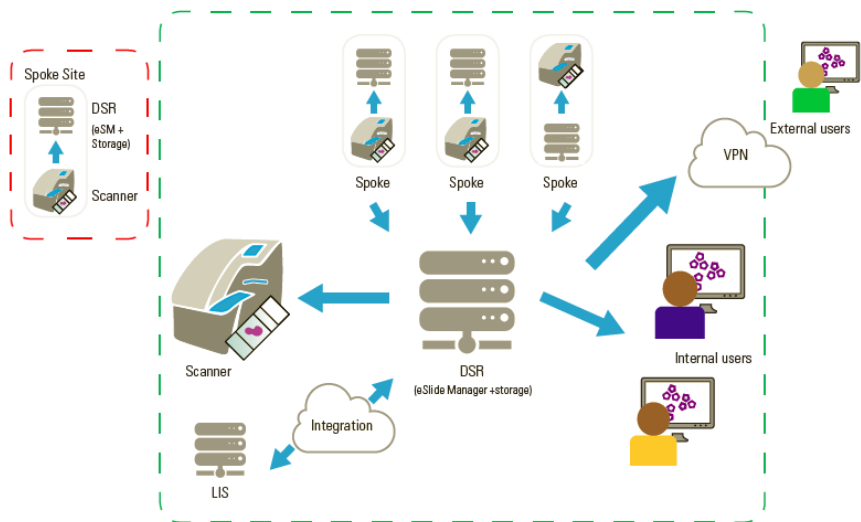 Spoke Site
DSR
(eSM +
Storage)
Scanner
Spoke
Spoke
Spoke
External users
VPN
Scanner
DSR
(eSlide Manager +storage)
Internal users
Integration
LIS